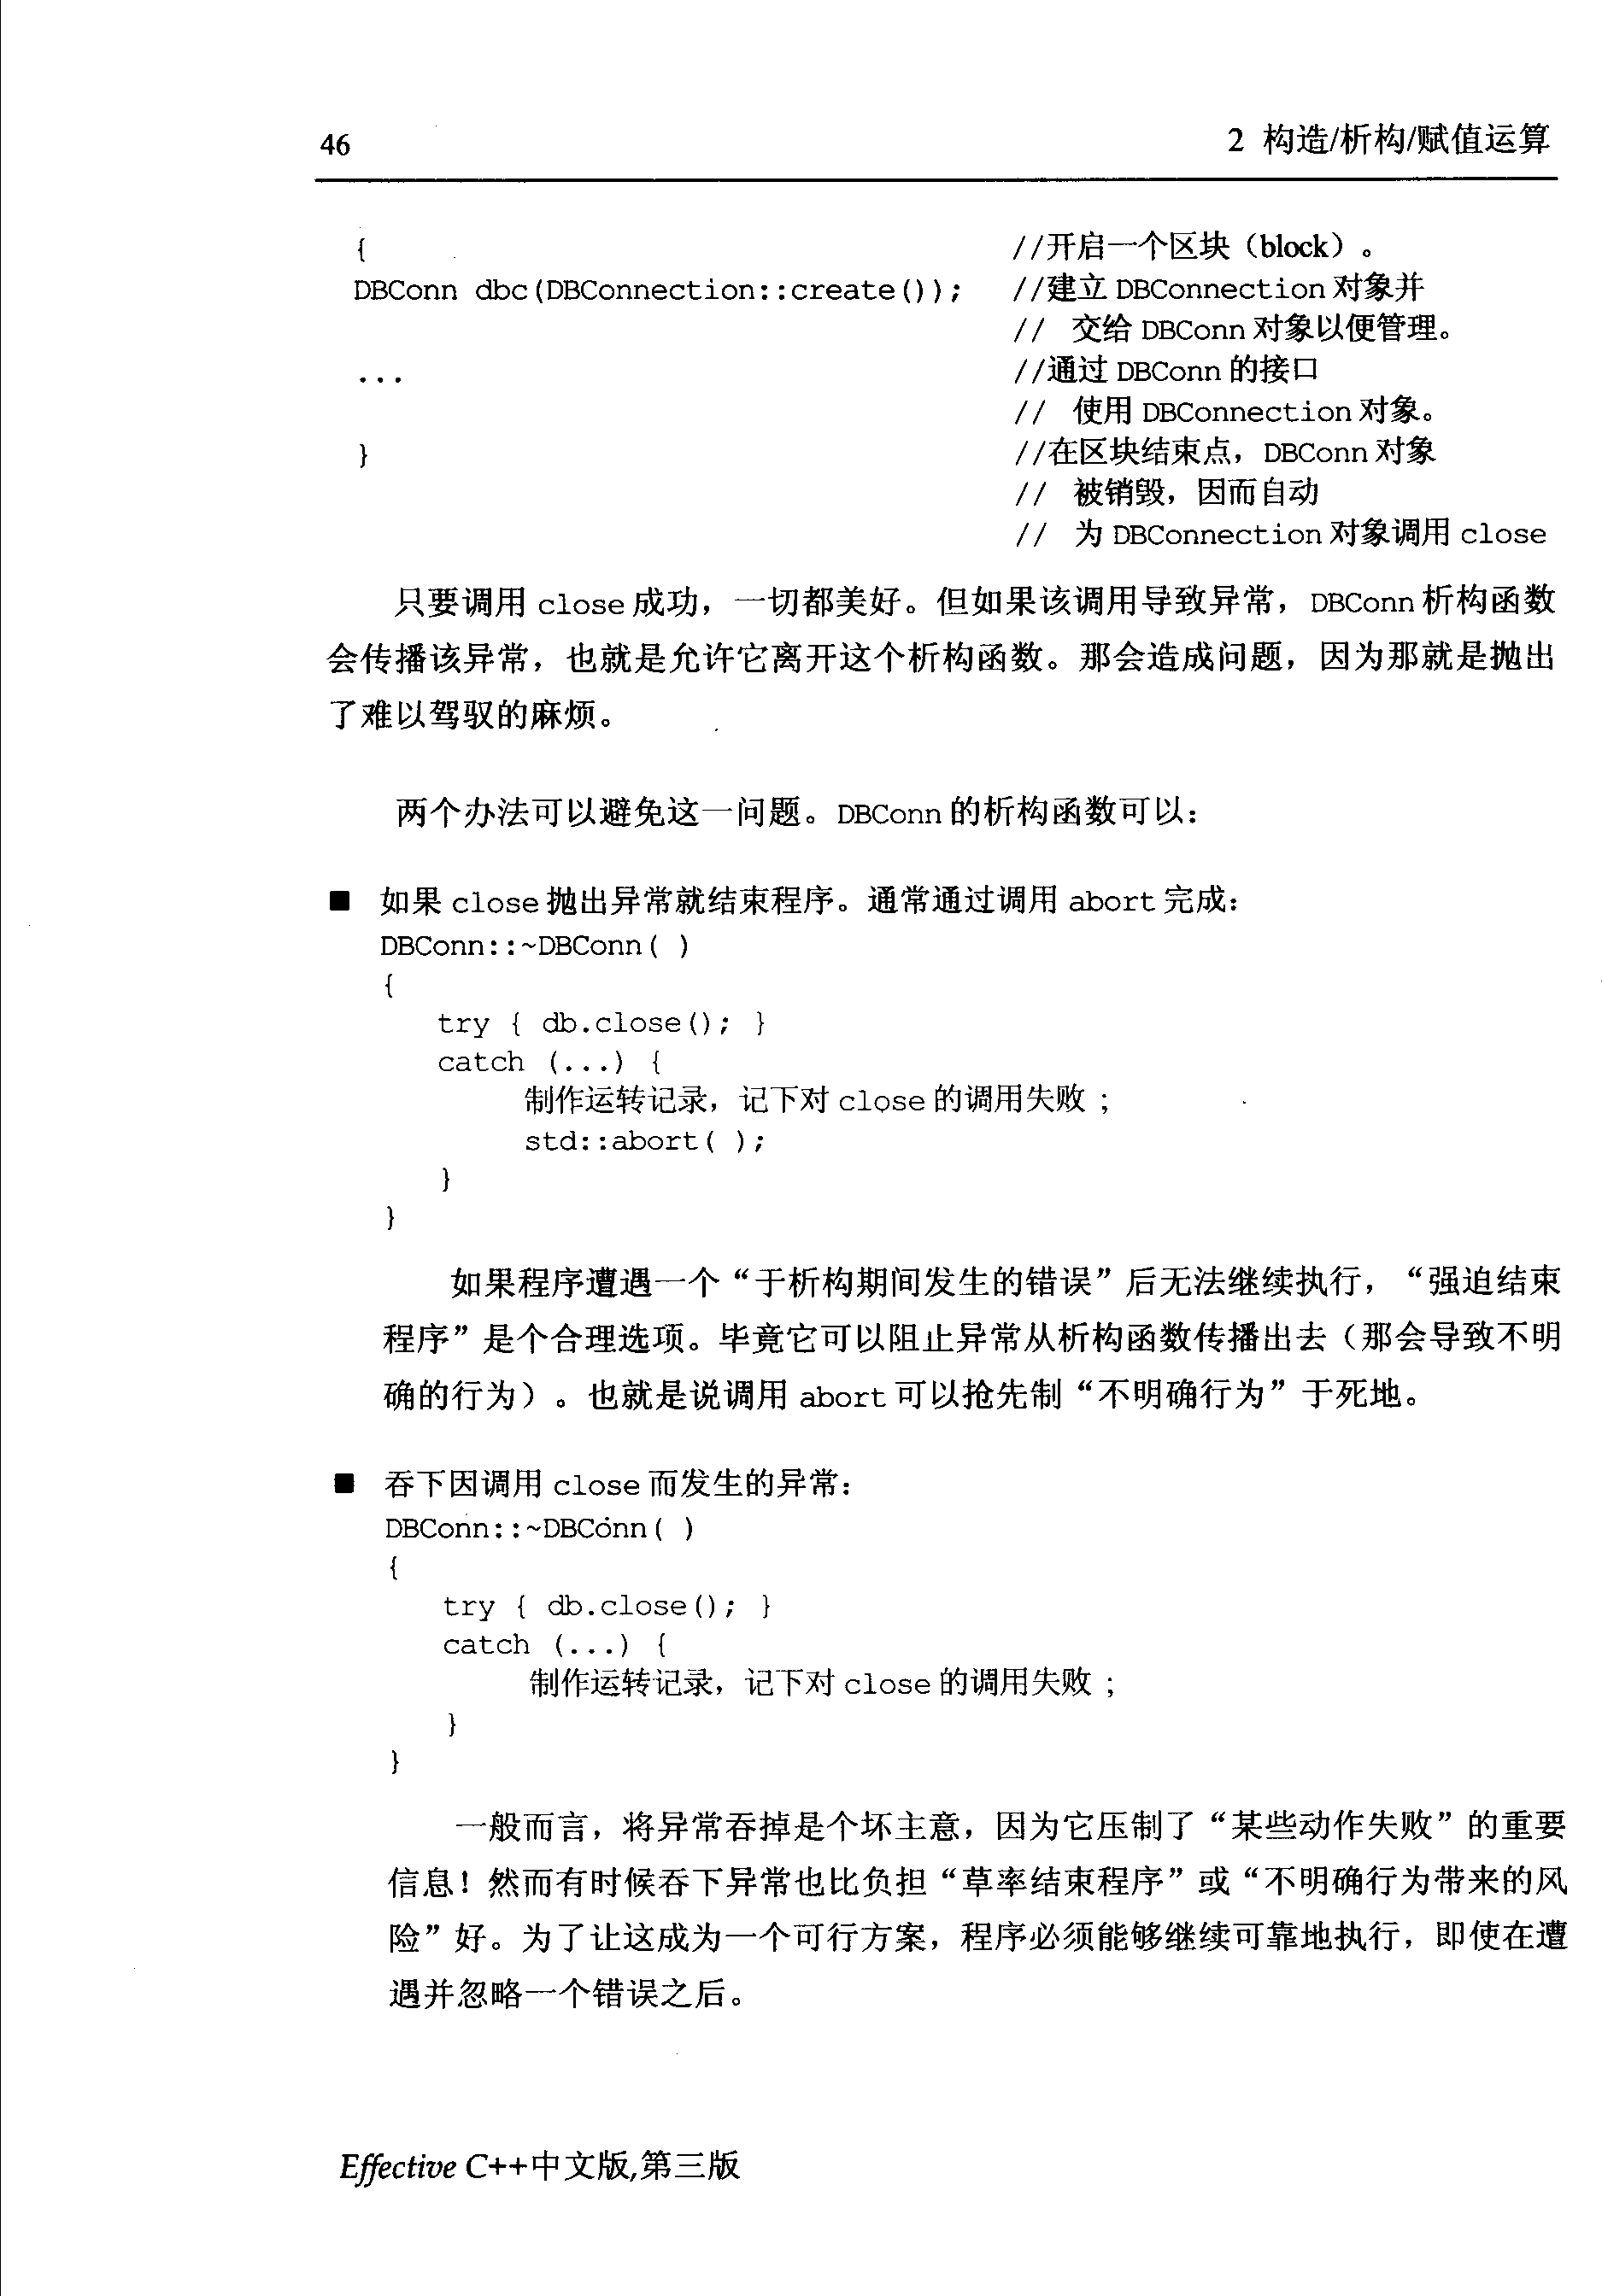 46
2 构造/析构/赋值运算
{ //开启一个区块（block）。
DBConn dbc(DBConnection::create()); //建立 DBConnection 对象并
// 交给 DBConn 对象以便管理。
... //通过 DBConn 的接口
// 使用 DBConnection 对象。
} //在区块结束点，DBConn 对象
// 被销毁，因而自动
// 为 DBConnection 对象调用 close
只要调用 close 成功，一切都美好。但如果该调用导致异常，DBConn 析构函数
会传播该异常，也就是允许它离开这个析构函数。那会造成问题，因为那就是抛出
了难以驾驭的麻烦。
两个办法可以避免这一问题。DBConn 的析构函数可以：
■ 如果 close 抛出异常就结束程序。通常通过调用 abort 完成：
DBConn::~DBConn( )
{
try { db.close(); }
catch (...) {
制作运转记录，记下对 close 的调用失败；
std::abort( );
}
}
如果程序遭遇一个“于析构期间发生的错误”后无法继续执行，“强迫结束
程序”是个合理选项。毕竟它可以阻止异常从析构函数传播出去（那会导致不明
确的行为）。也就是说调用 abort 可以抢先制“不明确行为”于死地。
■ 吞下因调用 close 而发生的异常：
DBConn::~DBConn( )
{
try { db.close(); }
catch (...) {
制作运转记录，记下对 close 的调用失败；
}
}
一般而言，将异常吞掉是个坏主意，因为它压制了“某些动作失败”的重要
信息！然而有时候吞下异常也比负担“草率结束程序”或“不明确行为带来的风
险”好。为了让这成为一个可行方案，程序必须能够继续可靠地执行，即使在遭
遇并忽略一个错误之后。
Effective C++中文版,第三版